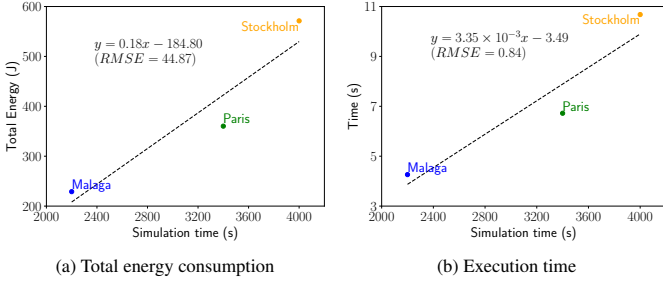 600
500
400
300
200
Total Energy (J)
y = 0.18x − 184.80
(RMSE = 44.87)
Stockholm
Paris
Malaga
2000 2400 2800 3200 3600 4000
Simulation time (s)
(a) Total energy consumption
11
9
7
5
3
Time (s)
y = 3.35 × 10⁻³x − 3.49
(RMSE = 0.84)
Stockholm
Paris
Malaga
2000 2400 2800 3200 3600 4000
Simulation time (s)
(b) Execution time